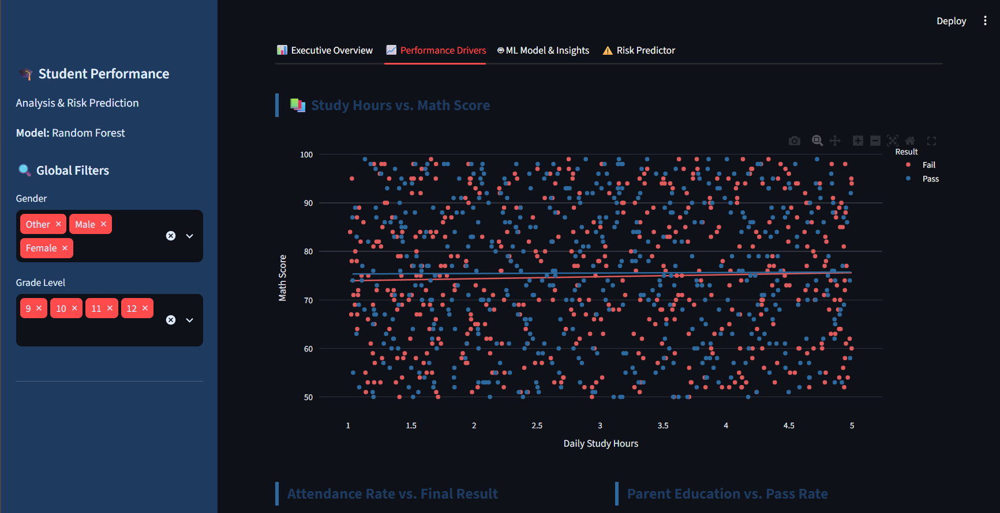 Deploy
Executive Overview
Performance Drivers
ML Model & Insights
Risk Predictor
Student Performance
Analysis & Risk Prediction
Model: Random Forest
Global Filters
Gender
Other
Male
Female
Grade Level
9
10
11
12
Study Hours vs. Math Score
Result
Fail
Pass
Math Score
100
90
80
70
60
50
1
1.5
2
2.5
3
3.5
4
4.5
5
Daily Study Hours
Attendance Rate vs. Final Result
Parent Education vs. Pass Rate